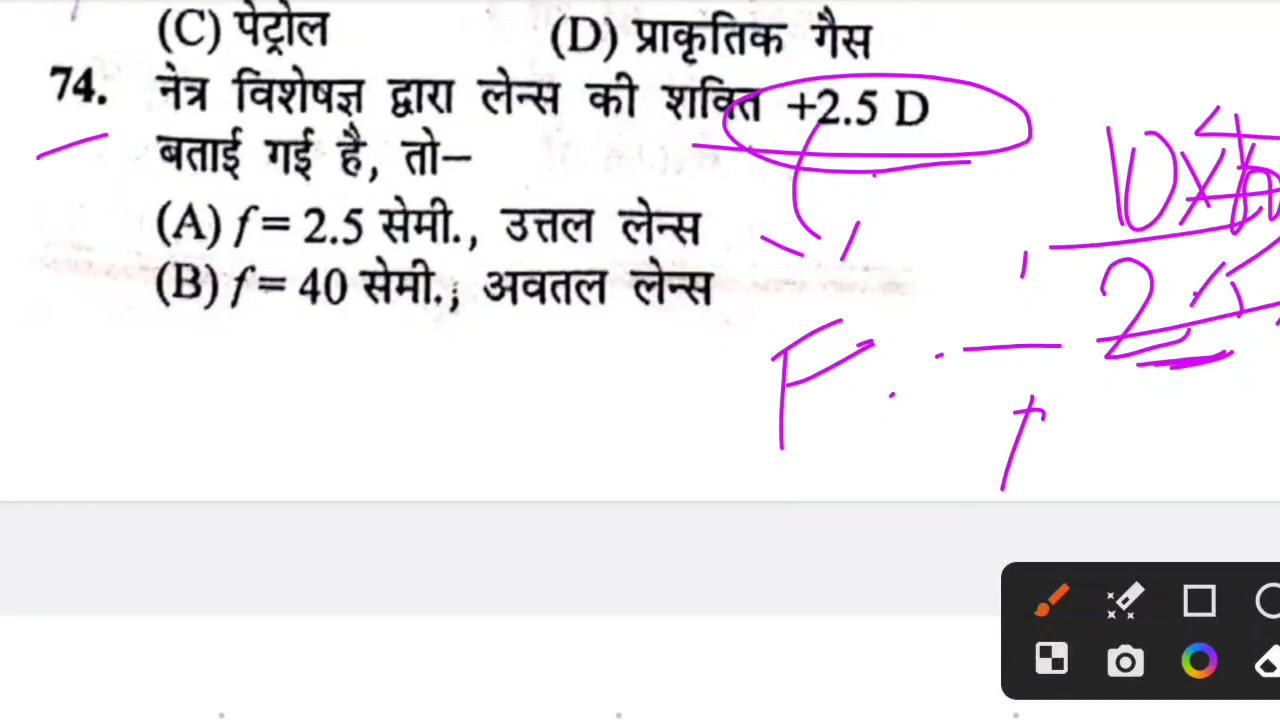 (C) पेट्रोल (D) प्राकृतिक गैस
74. नेत्र विशेषज्ञ द्वारा लेन्स की शक्ति +2.5 D
बताई गई है, तो–
(A) f = 2.5 सेमी., उत्तल लेन्स
(B) f = 40 सेमी., अवतल लेन्स